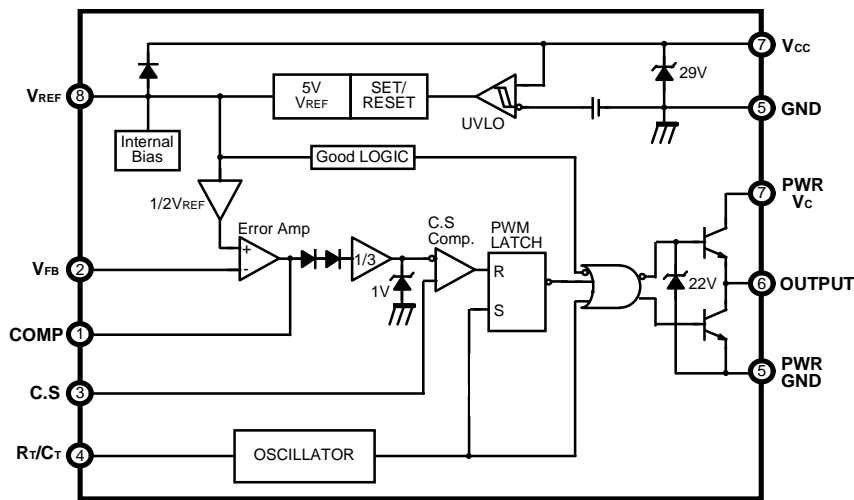 7 Vcc
29V
VREF 8
5V
VREF
SET/
RESET
UVLO
5 GND
Internal
Bias
Good LOGIC
1/2VREF
PWR
7 Vc
C.S
Comp.
PWM
LATCH
Error Amp
+
-
1/3
1V
R
S
22V
VFB 2
6 OUTPUT
COMP 1
PWR
5 GND
C.S 3
RT/CT 4
OSCILLATOR